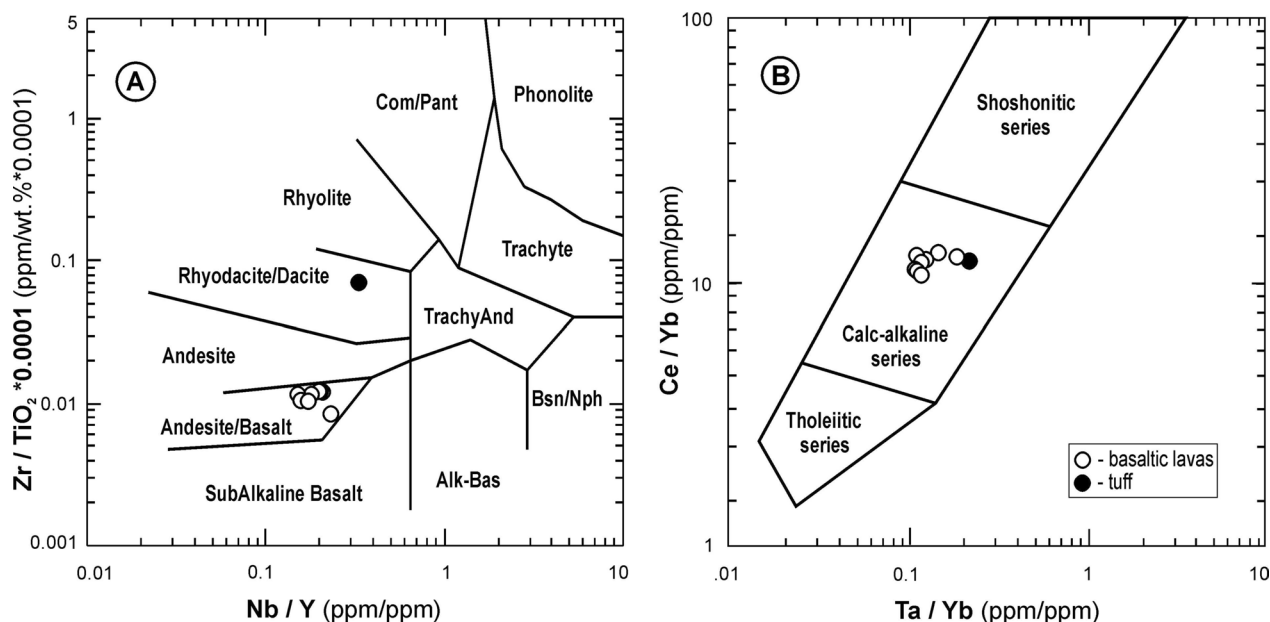 A
5
1
0.1
0.01
0.001
Zr / TiO₂ *0.0001 (ppm/wt.%*0.0001)
Com/Pant
Phonolite
Rhyolite
Trachyte
Rhyodacite/Dacite
TrachyAnd
Andesite
Bsn/Nph
Andesite/Basalt
SubAlkaline Basalt
Alk-Bas
0.01
0.1
1
10
Nb / Y (ppm/ppm)
B
100
10
1
Ce / Yb (ppm/ppm)
Shoshonitic
series
Calc-alkaline
series
Tholeiitic
series
- basaltic lavas
- tuff
.01
0.1
1
10
Ta / Yb (ppm/ppm)